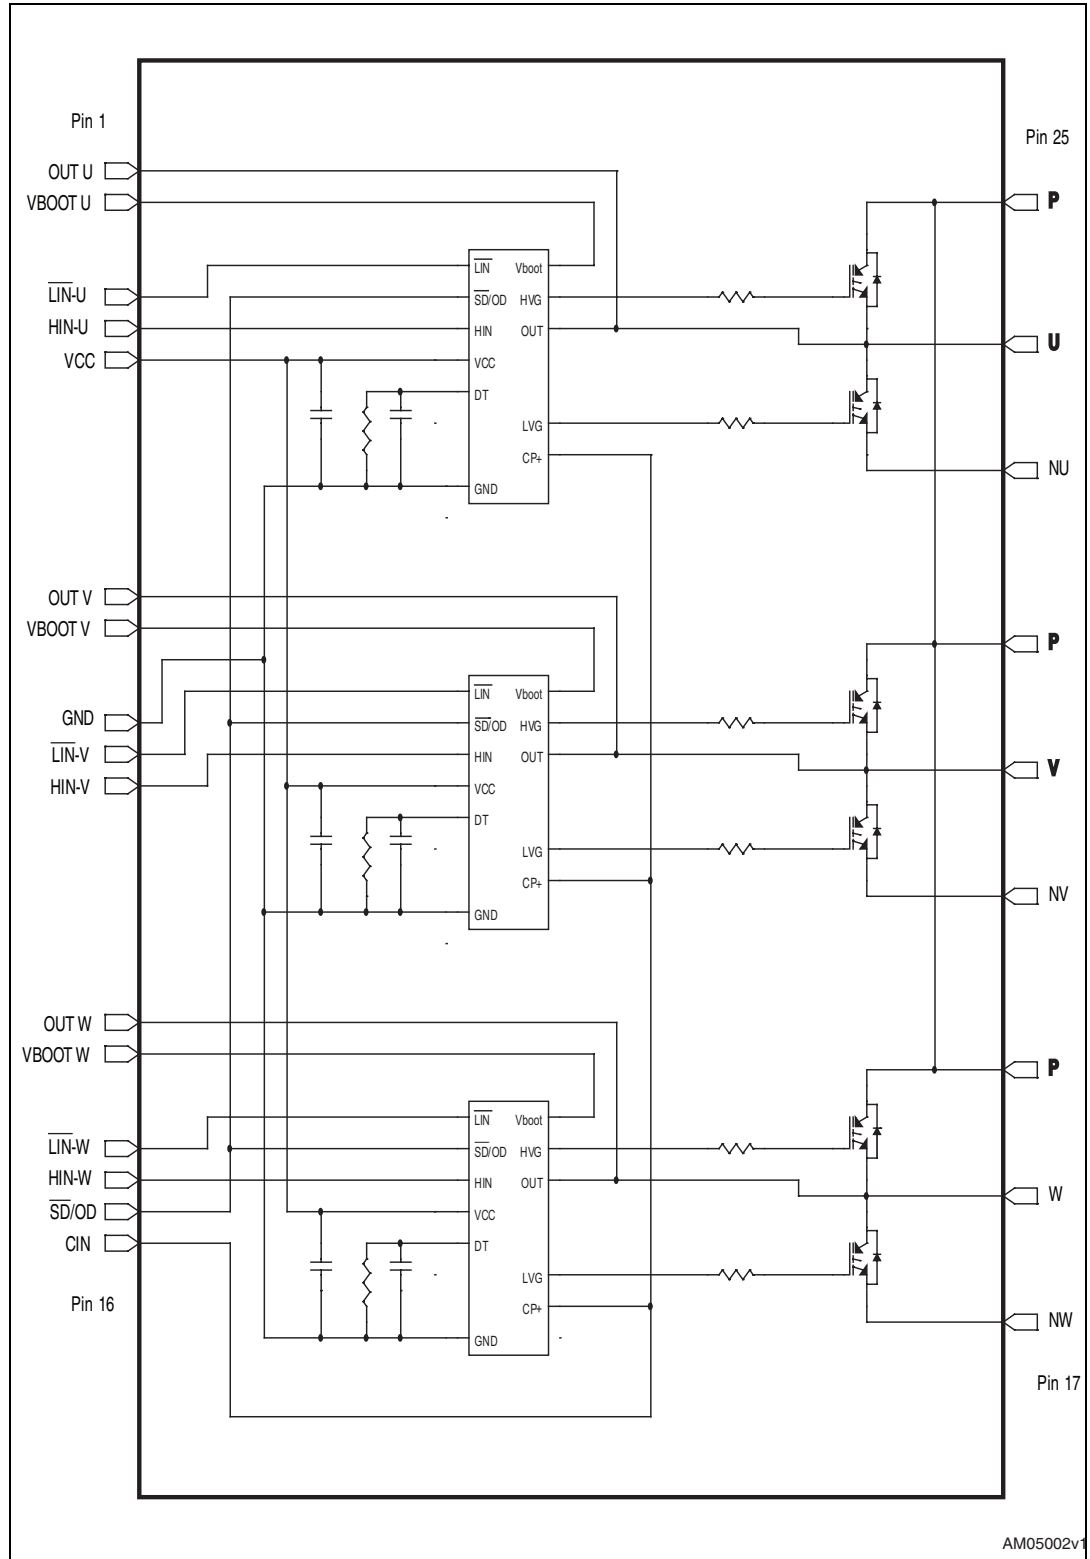 Pin 1
Pin 25
OUT U
VBOOT U
LIN-U
HIN-U
VCC
LIN
SD/OD
HIN
VCC
DT
GND
Vboot
HVG
OUT
LVG
CP+
P
U
NU
OUT V
VBOOT V
GND
LIN-V
HIN-V
LIN
SD/OD
HIN
VCC
DT
GND
Vboot
HVG
OUT
LVG
CP+
P
V
NV
OUT W
VBOOT W
LIN-W
HIN-W
SD/OD
CIN
LIN
SD/OD
HIN
VCC
DT
GND
Vboot
HVG
OUT
LVG
CP+
P
W
NW
Pin 16
Pin 17
AM05002v1